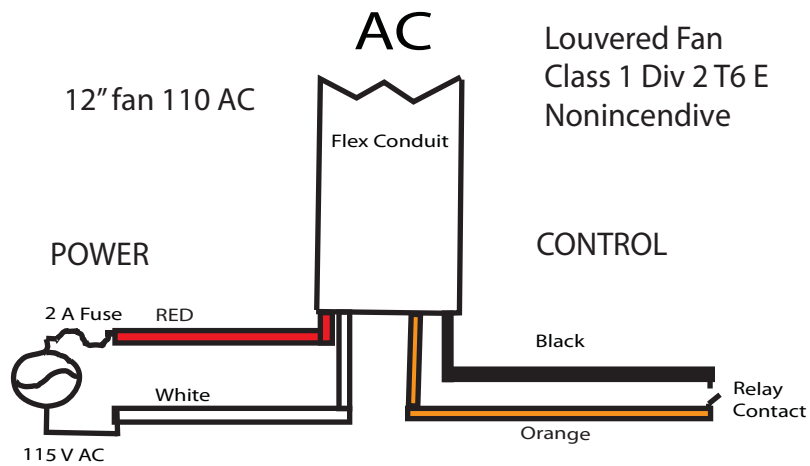 AC
12" fan 110 AC
Louvered Fan
Class 1 Div 2 T6 E
Nonincendive
Flex Conduit
POWER
CONTROL
2 A Fuse
RED
Black
White
Relay
Contact
Orange
115 V AC